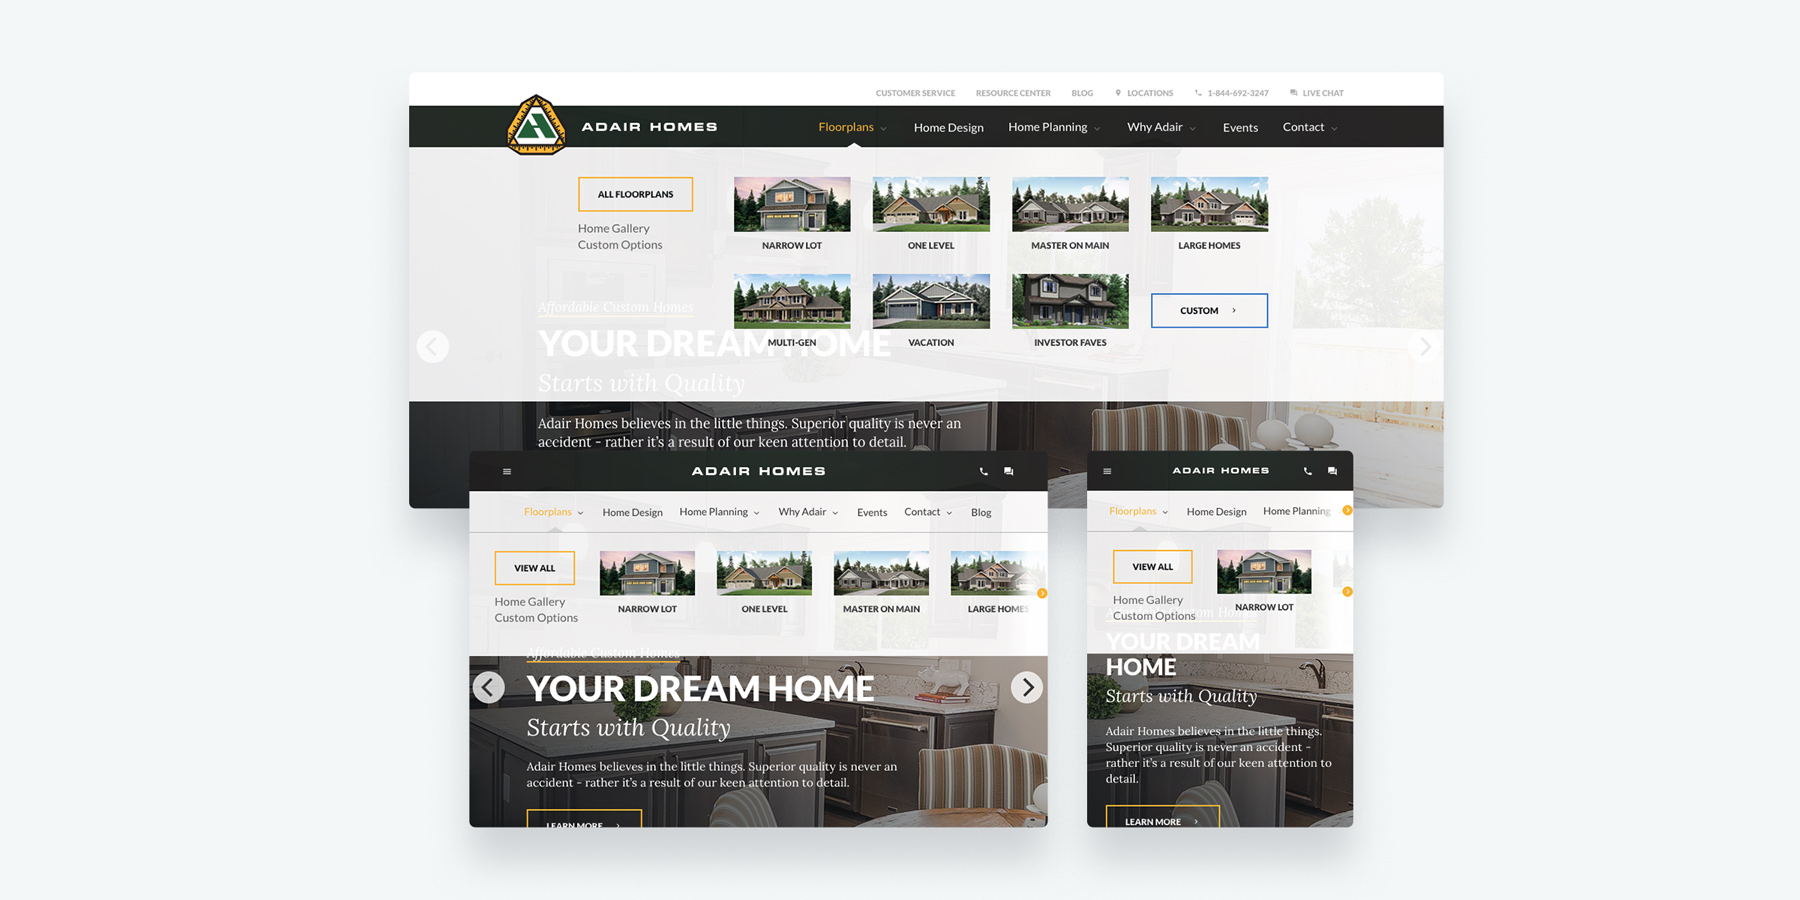 CUSTOMER SERVICE RESOURCE CENTER BLOG LOCATIONS 1-844-692-3247 LIVE CHAT
ADAIR HOMES Floorplans Home Design Home Planning Why Adair Events Contact
ALL FLOORPLANS
Home Gallery
Custom Options
NARROW LOT ONE LEVEL MASTER ON MAIN LARGE HOMES
MULTI-GEN VACATION INVESTOR FAVES CUSTOM
Affordable Custom Homes
YOUR DREAM HOME
Starts with Quality
Adair Homes believes in the little things. Superior quality is never an
accident - rather it's a result of our keen attention to detail.
ADAIR HOMES
Floorplans Home Design Home Planning Why Adair Events Contact Blog
VIEW ALL
Home Gallery
Custom Options
NARROW LOT ONE LEVEL MASTER ON MAIN LARGE HOMES
Affordable Custom Homes
YOUR DREAM HOME
Starts with Quality
Adair Homes believes in the little things. Superior quality is never an
accident - rather it's a result of our keen attention to detail.
LEARN MORE
ADAIR HOMES
Floorplans Home Design Home Planning
VIEW ALL
Home Gallery
Custom Options
NARROW LOT
YOUR DREAM
HOME
Starts with Quality
Adair Homes believes in the little things.
Superior quality is never an accident -
rather it's a result of our keen attention to
detail.
LEARN MORE